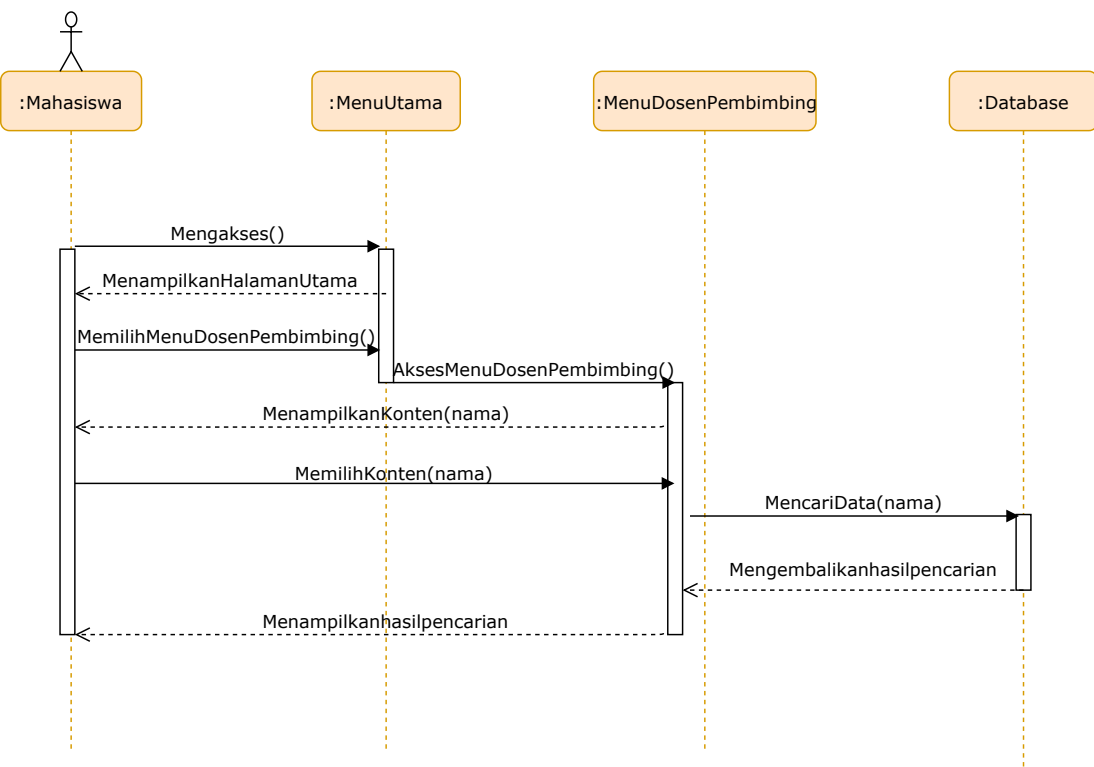 :Mahasiswa
:MenuUtama
:MenuDosenPembimbing
:Database
Mengakses()
MenampilkanHalamanUtama
MemilihMenuDosenPembimbing()
AksesMenuDosenPembimbing()
MenampilkanKonten(nama)
MemilihKonten(nama)
MencariData(nama)
Mengembalikanhasilpencarian
Menampilkanhasilpencarian